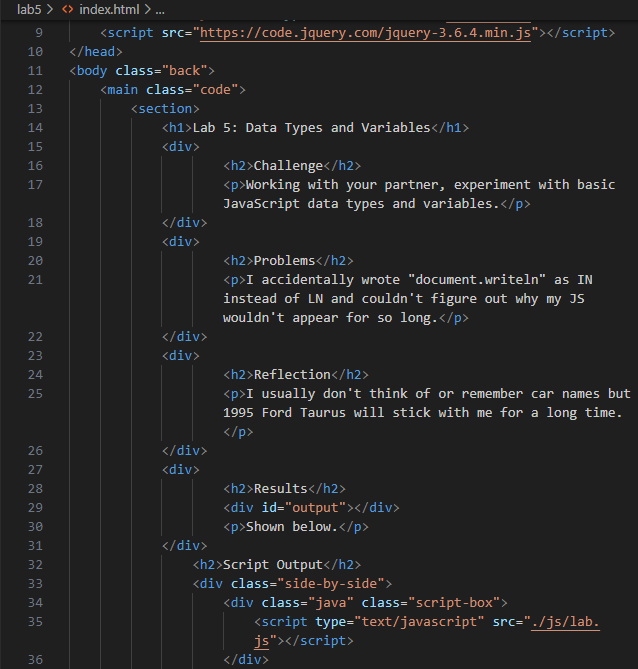 lab5 > <> index.html > ...
9 <script src="https://code.jquery.com/jquery-3.6.4.min.js"></script>
10 </head>
11 <body class="back">
12 <main class="code">
13 <section>
14 <h1>Lab 5: Data Types and Variables</h1>
15 <div>
16 <h2>Challenge</h2>
17 <p>Working with your partner, experiment with basic
JavaScript data types and variables.</p>
18 </div>
19 <div>
20 <h2>Problems</h2>
21 <p>I accidentally wrote "document.writeln" as IN
instead of LN and couldn't figure out why my JS
wouldn't appear for so long.</p>
22 </div>
23 <div>
24 <h2>Reflection</h2>
25 <p>I usually don't think of or remember car names but
1995 Ford Taurus will stick with me for a long time.
</p>
26 </div>
27 <div>
28 <h2>Results</h2>
29 <div id="output"></div>
30 <p>Shown below.</p>
31 </div>
32 <h2>Script Output</h2>
33 <div class="side-by-side">
34 <div class="java" class="script-box">
35 <script type="text/javascript" src="./js/lab.
js"></script>
36 </div>